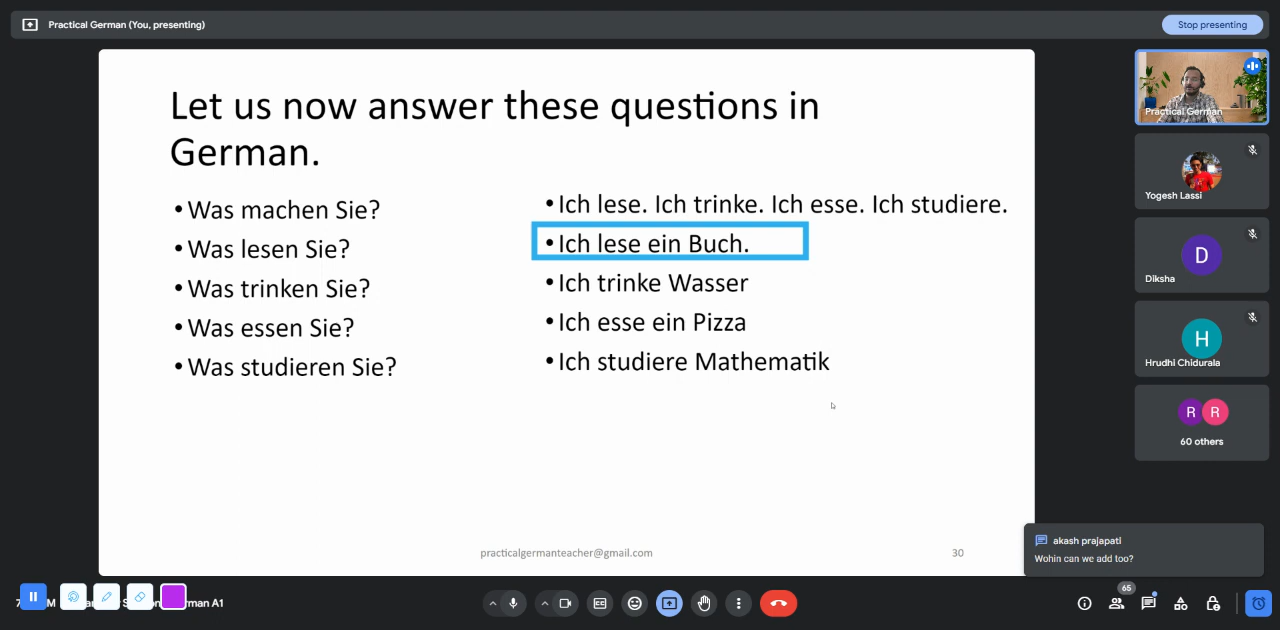 Practical German (You, presenting)
Stop presenting
Let us now answer these questions in
German.
•Was machen Sie?
•Was lesen Sie?
•Was trinken Sie?
•Was essen Sie?
•Was studieren Sie?
•Ich lese. Ich trinke. Ich esse. Ich studiere.
•Ich lese ein Buch.
•Ich trinke Wasser
•Ich esse ein Pizza
•Ich studiere Mathematik
practicalgermanteacher@gmail.com
30
Practical German
Yogesh Lassi
D
Diksha
H
Hrudhi Chidurala
R R
60 others
akash prajapati
Wohin can we add too?
65
A1